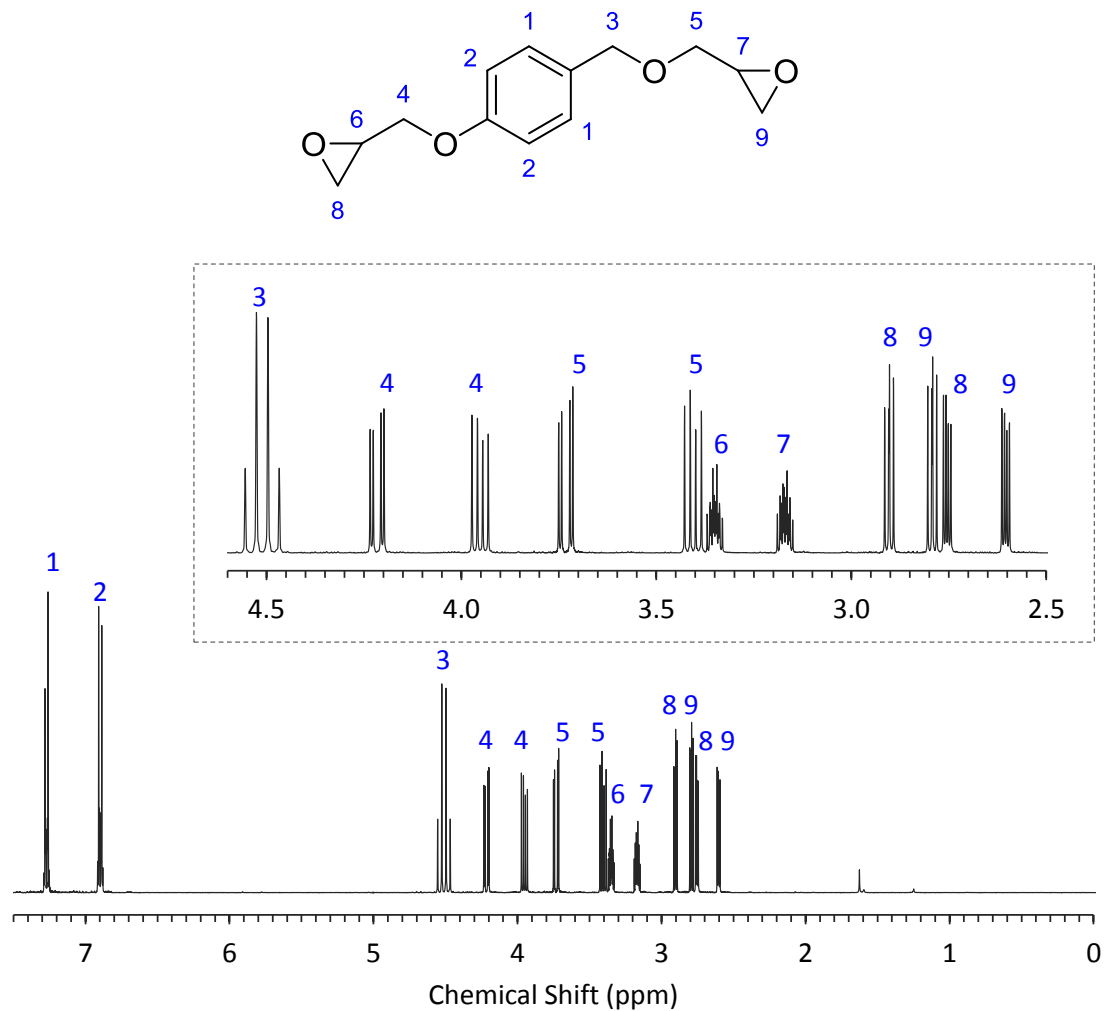 1 3 5
2 7 O
4 O
6 1 9
O O 2
8
3
4 4 5 5 6 7 8 9 8 9
4.5 4.0 3.5 3.0 2.5
1 2
3
4 4 5 5 6 7 8 9 8 9
7 6 5 4 3 2 1 0
Chemical Shift (ppm)